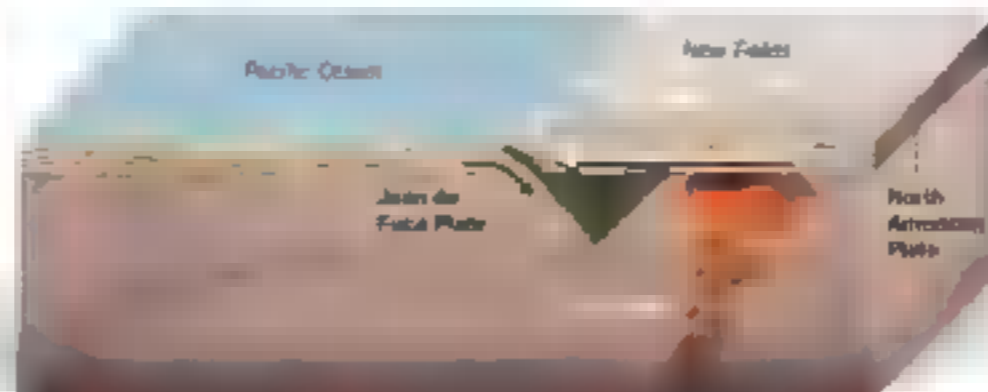 Pacific Ocean
Juan de
Fuca Plate
North
American
Plate